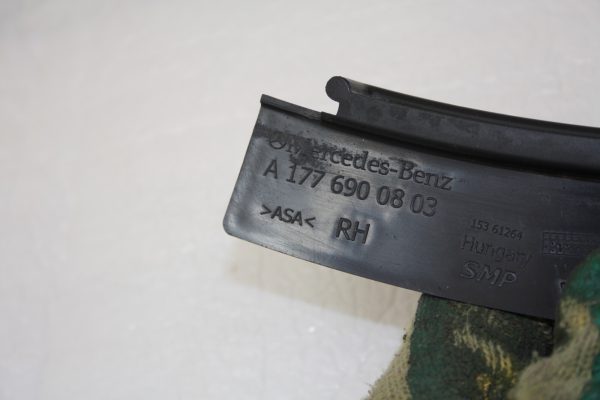 Mercedes-Benz
A 177 690 08 03
>ASA< RH
153 61264
Hungary
SMP